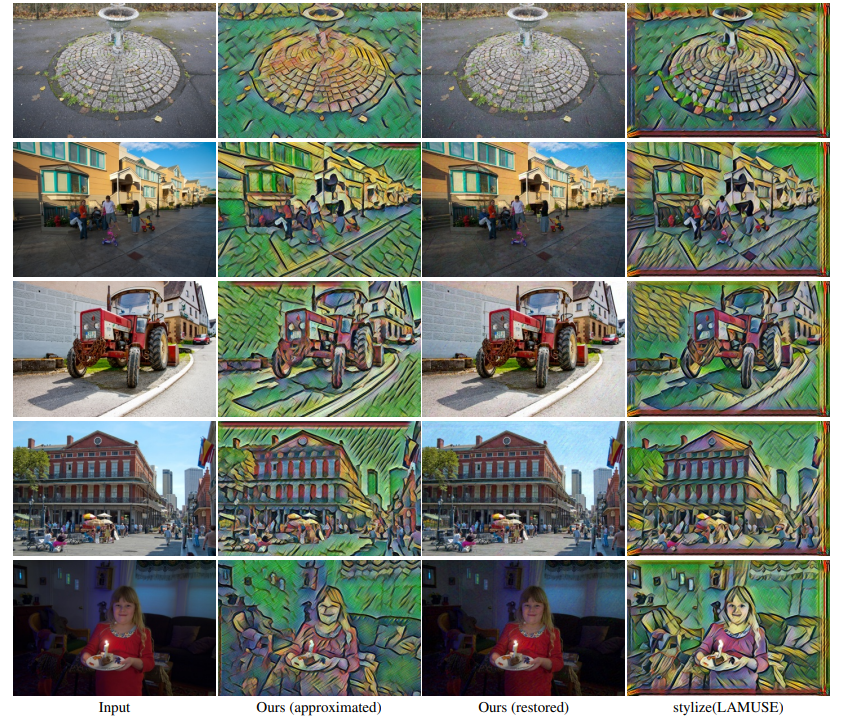 Input
Ours (approximated)
Ours (restored)
stylize(LAMUSE)